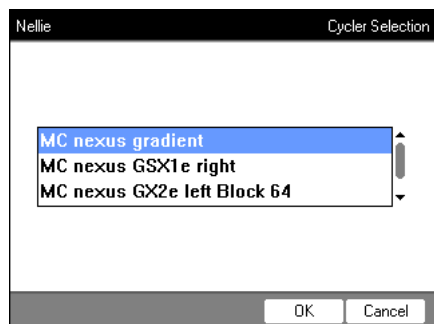 Nellie
Cycler Selection
MC nexus gradient
MC nexus GSX1e right
MC nexus GX2e left Block 64
OK
Cancel